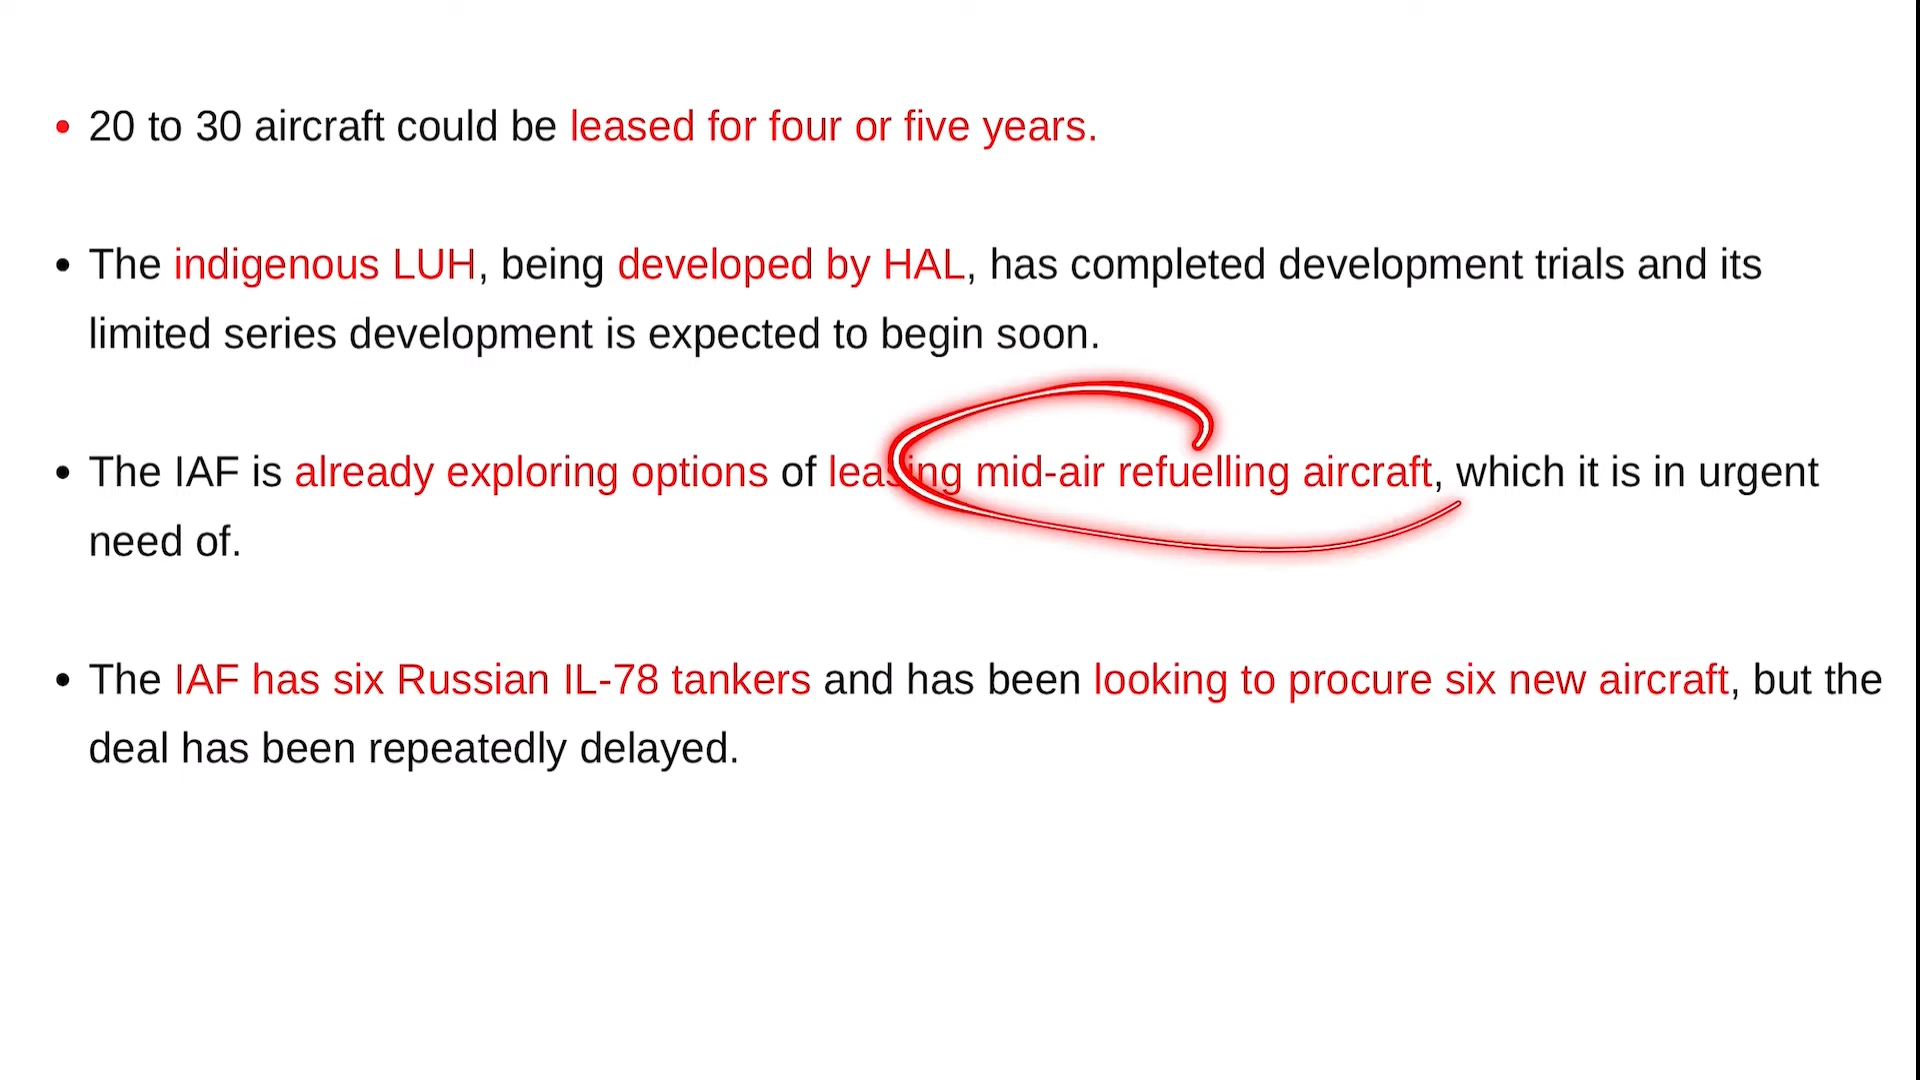 • 20 to 30 aircraft could be leased for four or five years.
• The indigenous LUH, being developed by HAL, has completed development trials and its
limited series development is expected to begin soon.
• The IAF is already exploring options of leasing mid-air refuelling aircraft, which it is in urgent
need of.
• The IAF has six Russian IL-78 tankers and has been looking to procure six new aircraft, but the
deal has been repeatedly delayed.